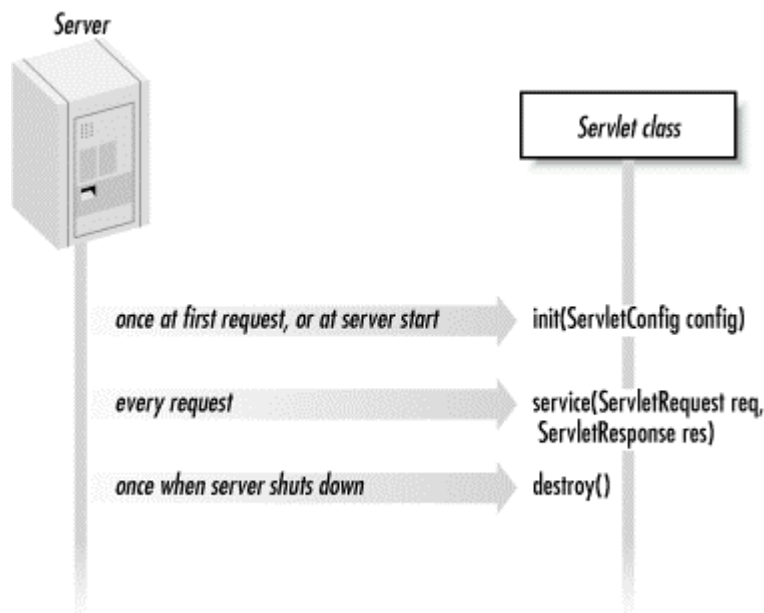 Server
Servlet class
once at first request, or at server start
init(ServletConfig config)
every request
service(ServletRequest req,
ServletResponse res)
once when server shuts down
destroy()